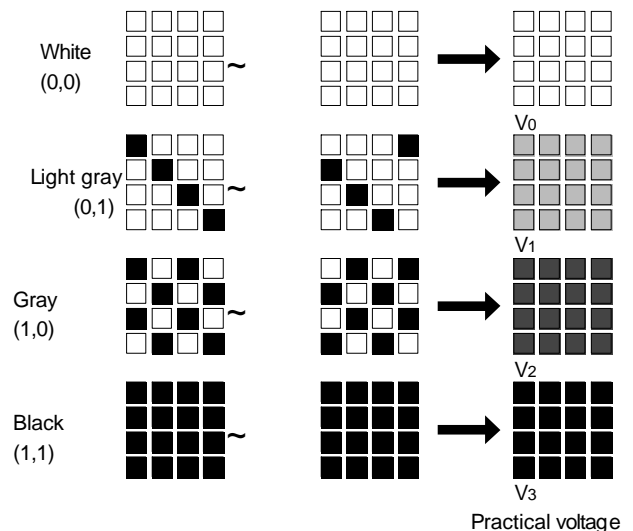 White
(0,0)
~
V0
Light gray
(0,1)
~
V1
Gray
(1,0)
~
V2
Black
(1,1)
~
V3
Practical voltage